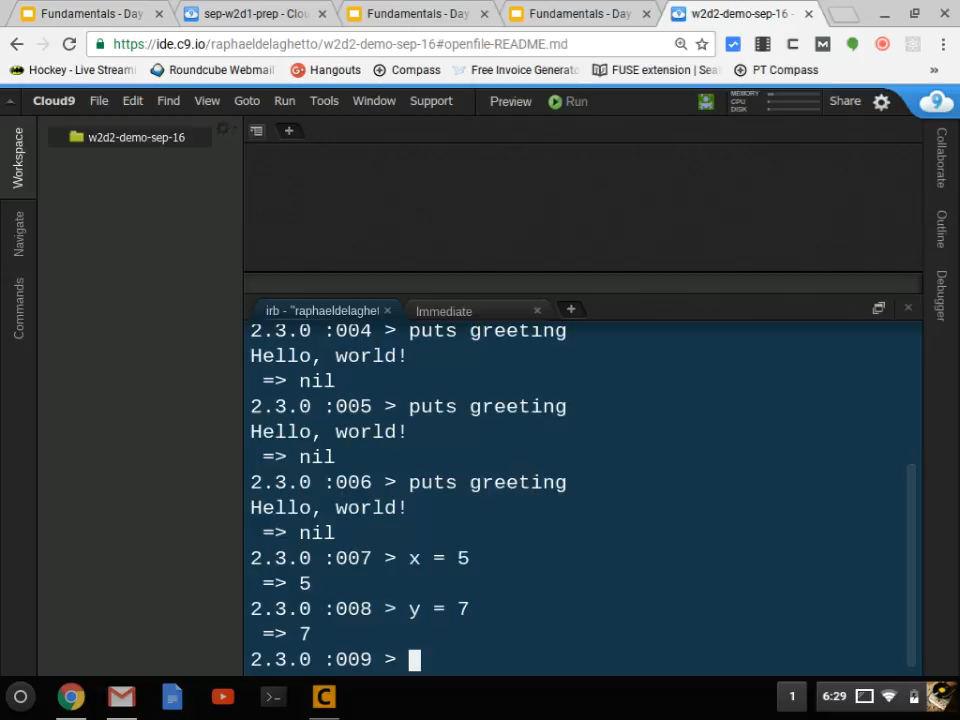 Fundamentals - Day
sep-w2d1-prep - Clou
Fundamentals - Day
Fundamentals - Day
w2d2-demo-sep-16 -
https://ide.c9.io/raphaeldelaghetto/w2d2-demo-sep-16#openfile-README.md
Hockey - Live Streami
Roundcube Webmail
Hangouts
Compass
Free Invoice Generato
FUSE extension | Sea
PT Compass
»
Cloud9 File Edit Find View Goto Run Tools Window Support Preview Run MEMORY CPU DISK Share
Workspace
Navigate
Commands
w2d2-demo-sep-16
Collaborate
Outline
Debugger
irb - "raphaeldelaghet
Immediate
2.3.0 :004 > puts greeting
Hello, world!
=> nil
2.3.0 :005 > puts greeting
Hello, world!
=> nil
2.3.0 :006 > puts greeting
Hello, world!
=> nil
2.3.0 :007 > x = 5
=> 5
2.3.0 :008 > y = 7
=> 7
2.3.0 :009 >
1
6:29